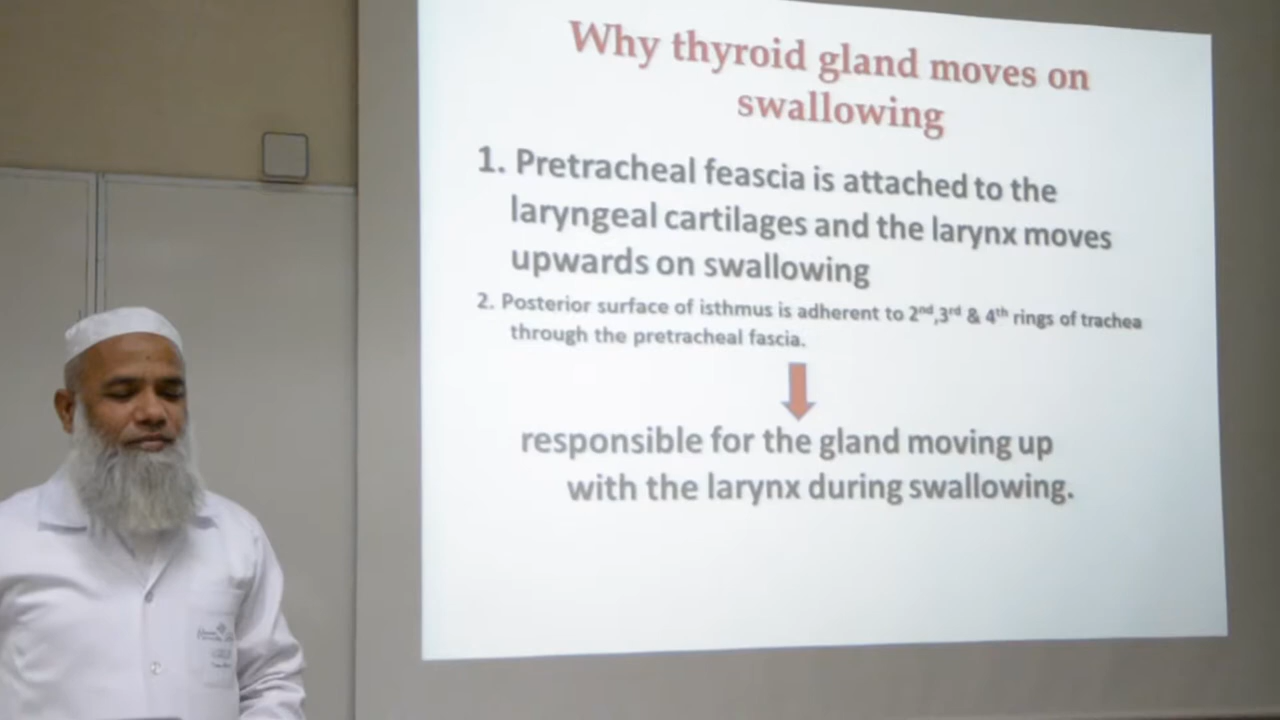 Why thyroid gland moves on
swallowing
1. Pretracheal feascia is attached to the
laryngeal cartilages and the larynx moves
upwards on swallowing
2. Posterior surface of isthmus is adherent to 2nd,3rd & 4th rings of trachea
through the pretracheal fascia.
responsible for the gland moving up
with the larynx during swallowing.